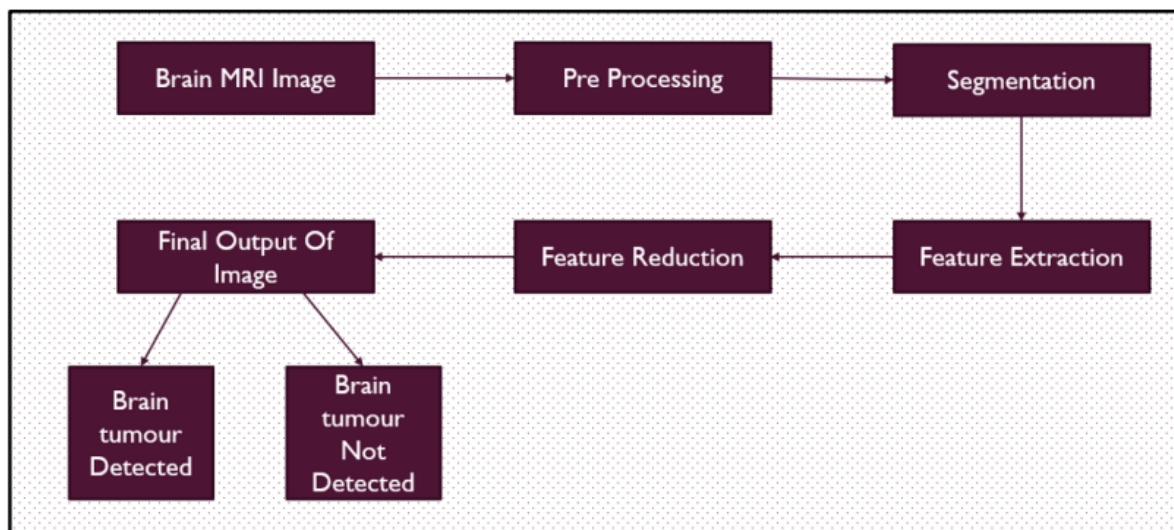 Brain MRI Image
Pre Processing
Segmentation
Feature Extraction
Feature Reduction
Final Output Of
Image
Brain
tumour
Detected
Brain
tumour
Not
Detected